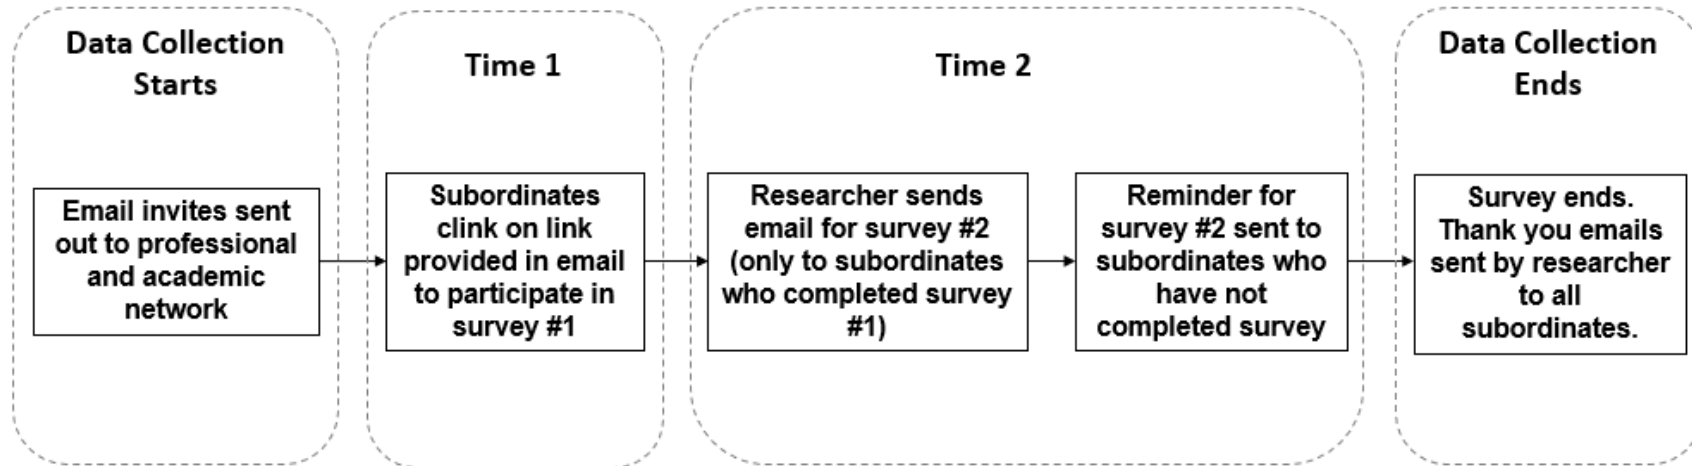 Data Collection
Starts
Time 1
Time 2
Data Collection
Ends
Email invites sent
out to professional
and academic
network
Subordinates
clink on link
provided in email
to participate in
survey #1
Researcher sends
email for survey #2
(only to subordinates
who completed survey
#1)
Reminder for
survey #2 sent to
subordinates who
have not
completed survey
Survey ends.
Thank you emails
sent by researcher
to all
subordinates.